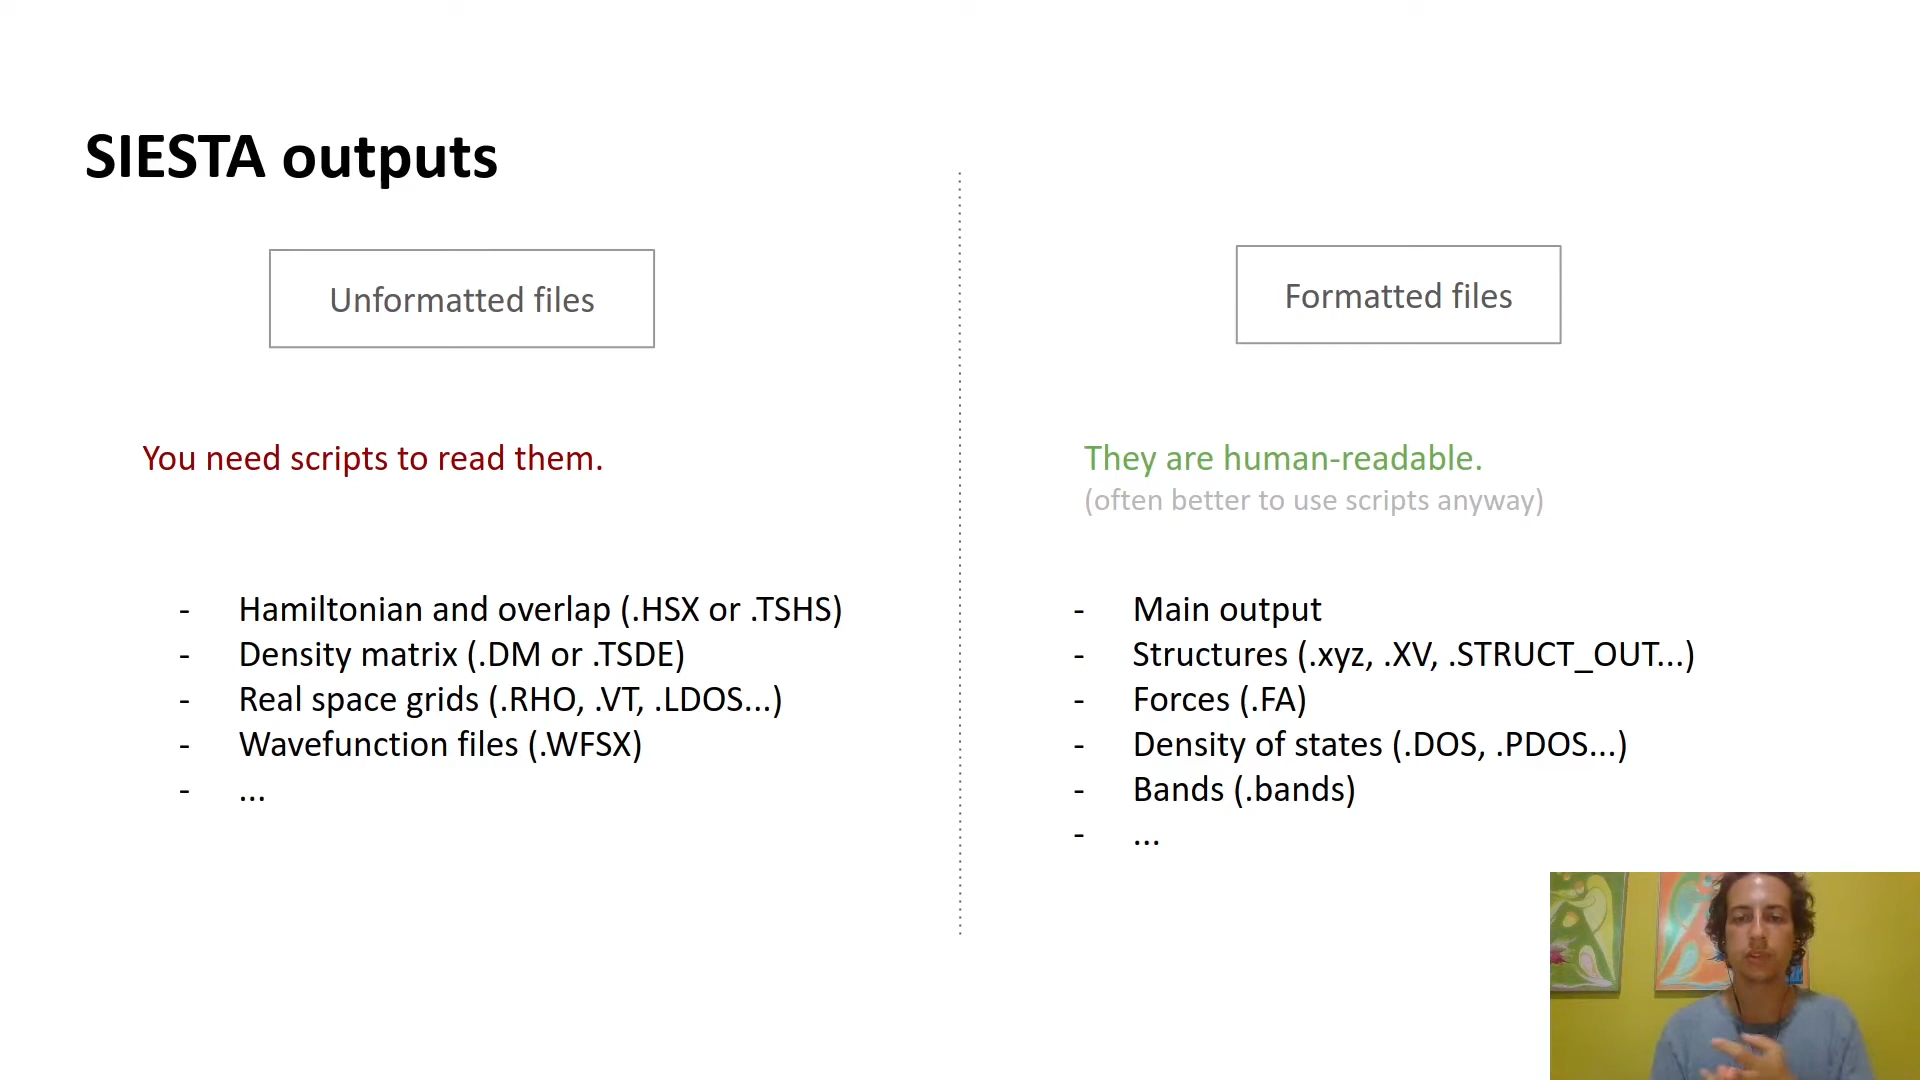 SIESTA outputs
Unformatted files
You need scripts to read them.
- Hamiltonian and overlap (.HSX or .TSHS)
- Density matrix (.DM or .TSDE)
- Real space grids (.RHO, .VT, .LDOS...)
- Wavefunction files (.WFSX)
- ...
Formatted files
They are human-readable.
(often better to use scripts anyway)
- Main output
- Structures (.xyz, .XV, .STRUCT_OUT...)
- Forces (.FA)
- Density of states (.DOS, .PDOS...)
- Bands (.bands)
- ...